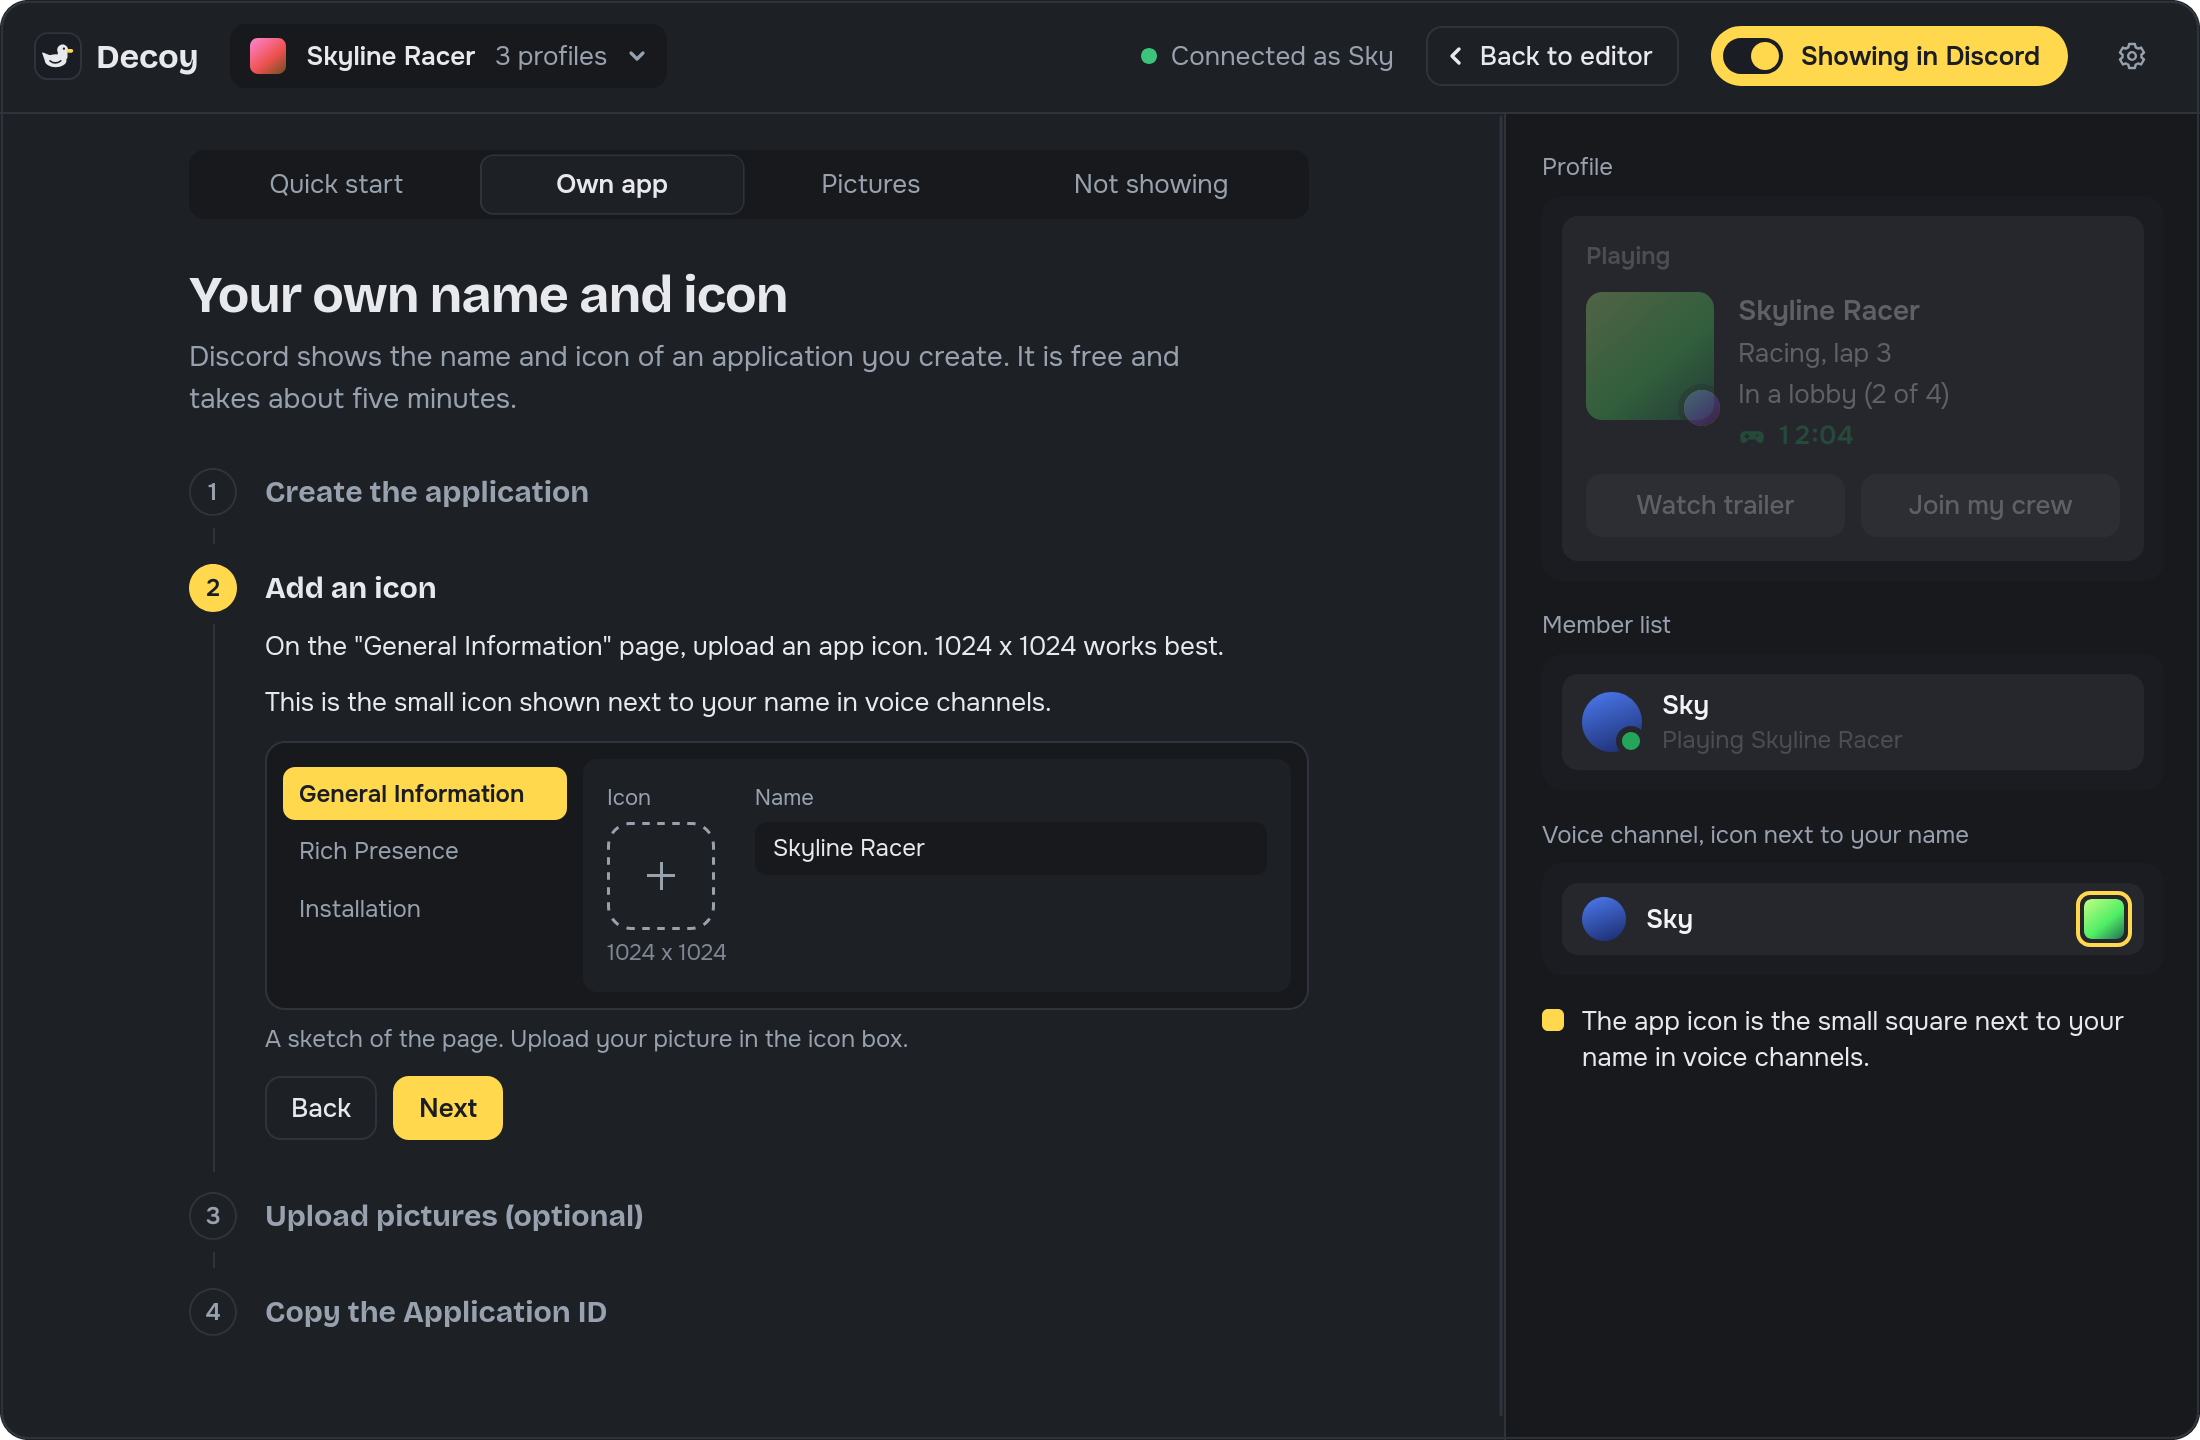 Decoy
Skyline Racer 3 profiles
Connected as Sky
Back to editor
Showing in Discord
Quick start
Own app
Pictures
Not showing
Your own name and icon
Discord shows the name and icon of an application you create. It is free and
takes about five minutes.
1 Create the application
2 Add an icon
On the "General Information" page, upload an app icon. 1024 x 1024 works best.
This is the small icon shown next to your name in voice channels.
General Information
Rich Presence
Installation
Icon
1024 x 1024
Name
Skyline Racer
A sketch of the page. Upload your picture in the icon box.
Back
Next
3 Upload pictures (optional)
4 Copy the Application ID
Profile
Playing
Skyline Racer
Racing, lap 3
In a lobby (2 of 4)
12:04
Watch trailer
Join my crew
Member list
Sky
Playing Skyline Racer
Voice channel, icon next to your name
Sky
The app icon is the small square next to your
name in voice channels.